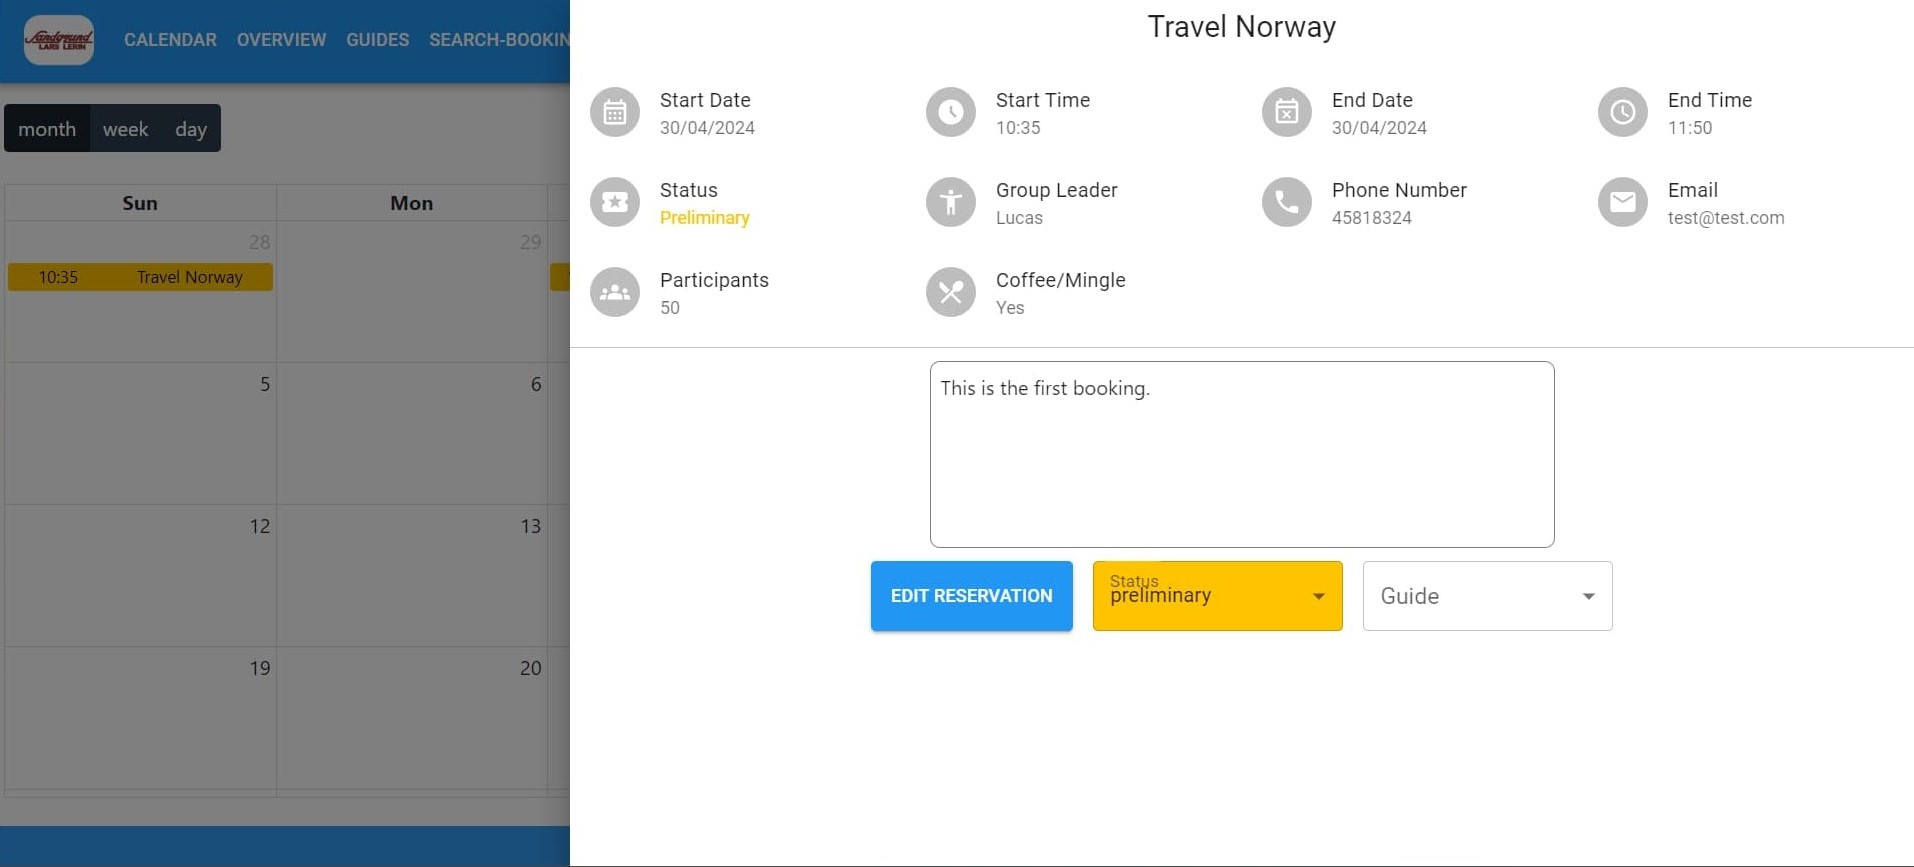 Sandgrund
LARS LERIN
CALENDAR OVERVIEW GUIDES SEARCH-BOOKIN
month week day
Sun Mon
28 29
10:35 Travel Norway
5 6
12 13
19 20
Travel Norway
Start Date
30/04/2024
Start Time
10:35
End Date
30/04/2024
End Time
11:50
Status
Preliminary
Group Leader
Lucas
Phone Number
45818324
Email
test@test.com
Participants
50
Coffee/Mingle
Yes
This is the first booking.
EDIT RESERVATION
Status
preliminary
Guide